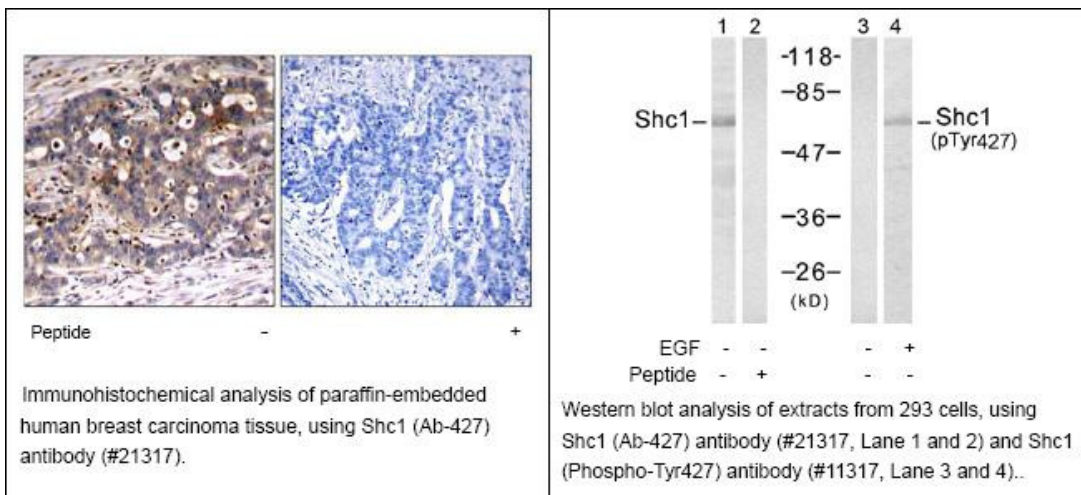 Peptide - +
Immunohistochemical analysis of paraffin-embedded
human breast carcinoma tissue, using Shc1 (Ab-427)
antibody (#21317).
1 2 3 4
-118-
-85-
Shc1 – – Shc1
(pTyr427)
-47-
-36-
-26-
(kD)
EGF - - - +
Peptide - + - -
Western blot analysis of extracts from 293 cells, using
Shc1 (Ab-427) antibody (#21317, Lane 1 and 2) and Shc1
(Phospho-Tyr427) antibody (#11317, Lane 3 and 4)..